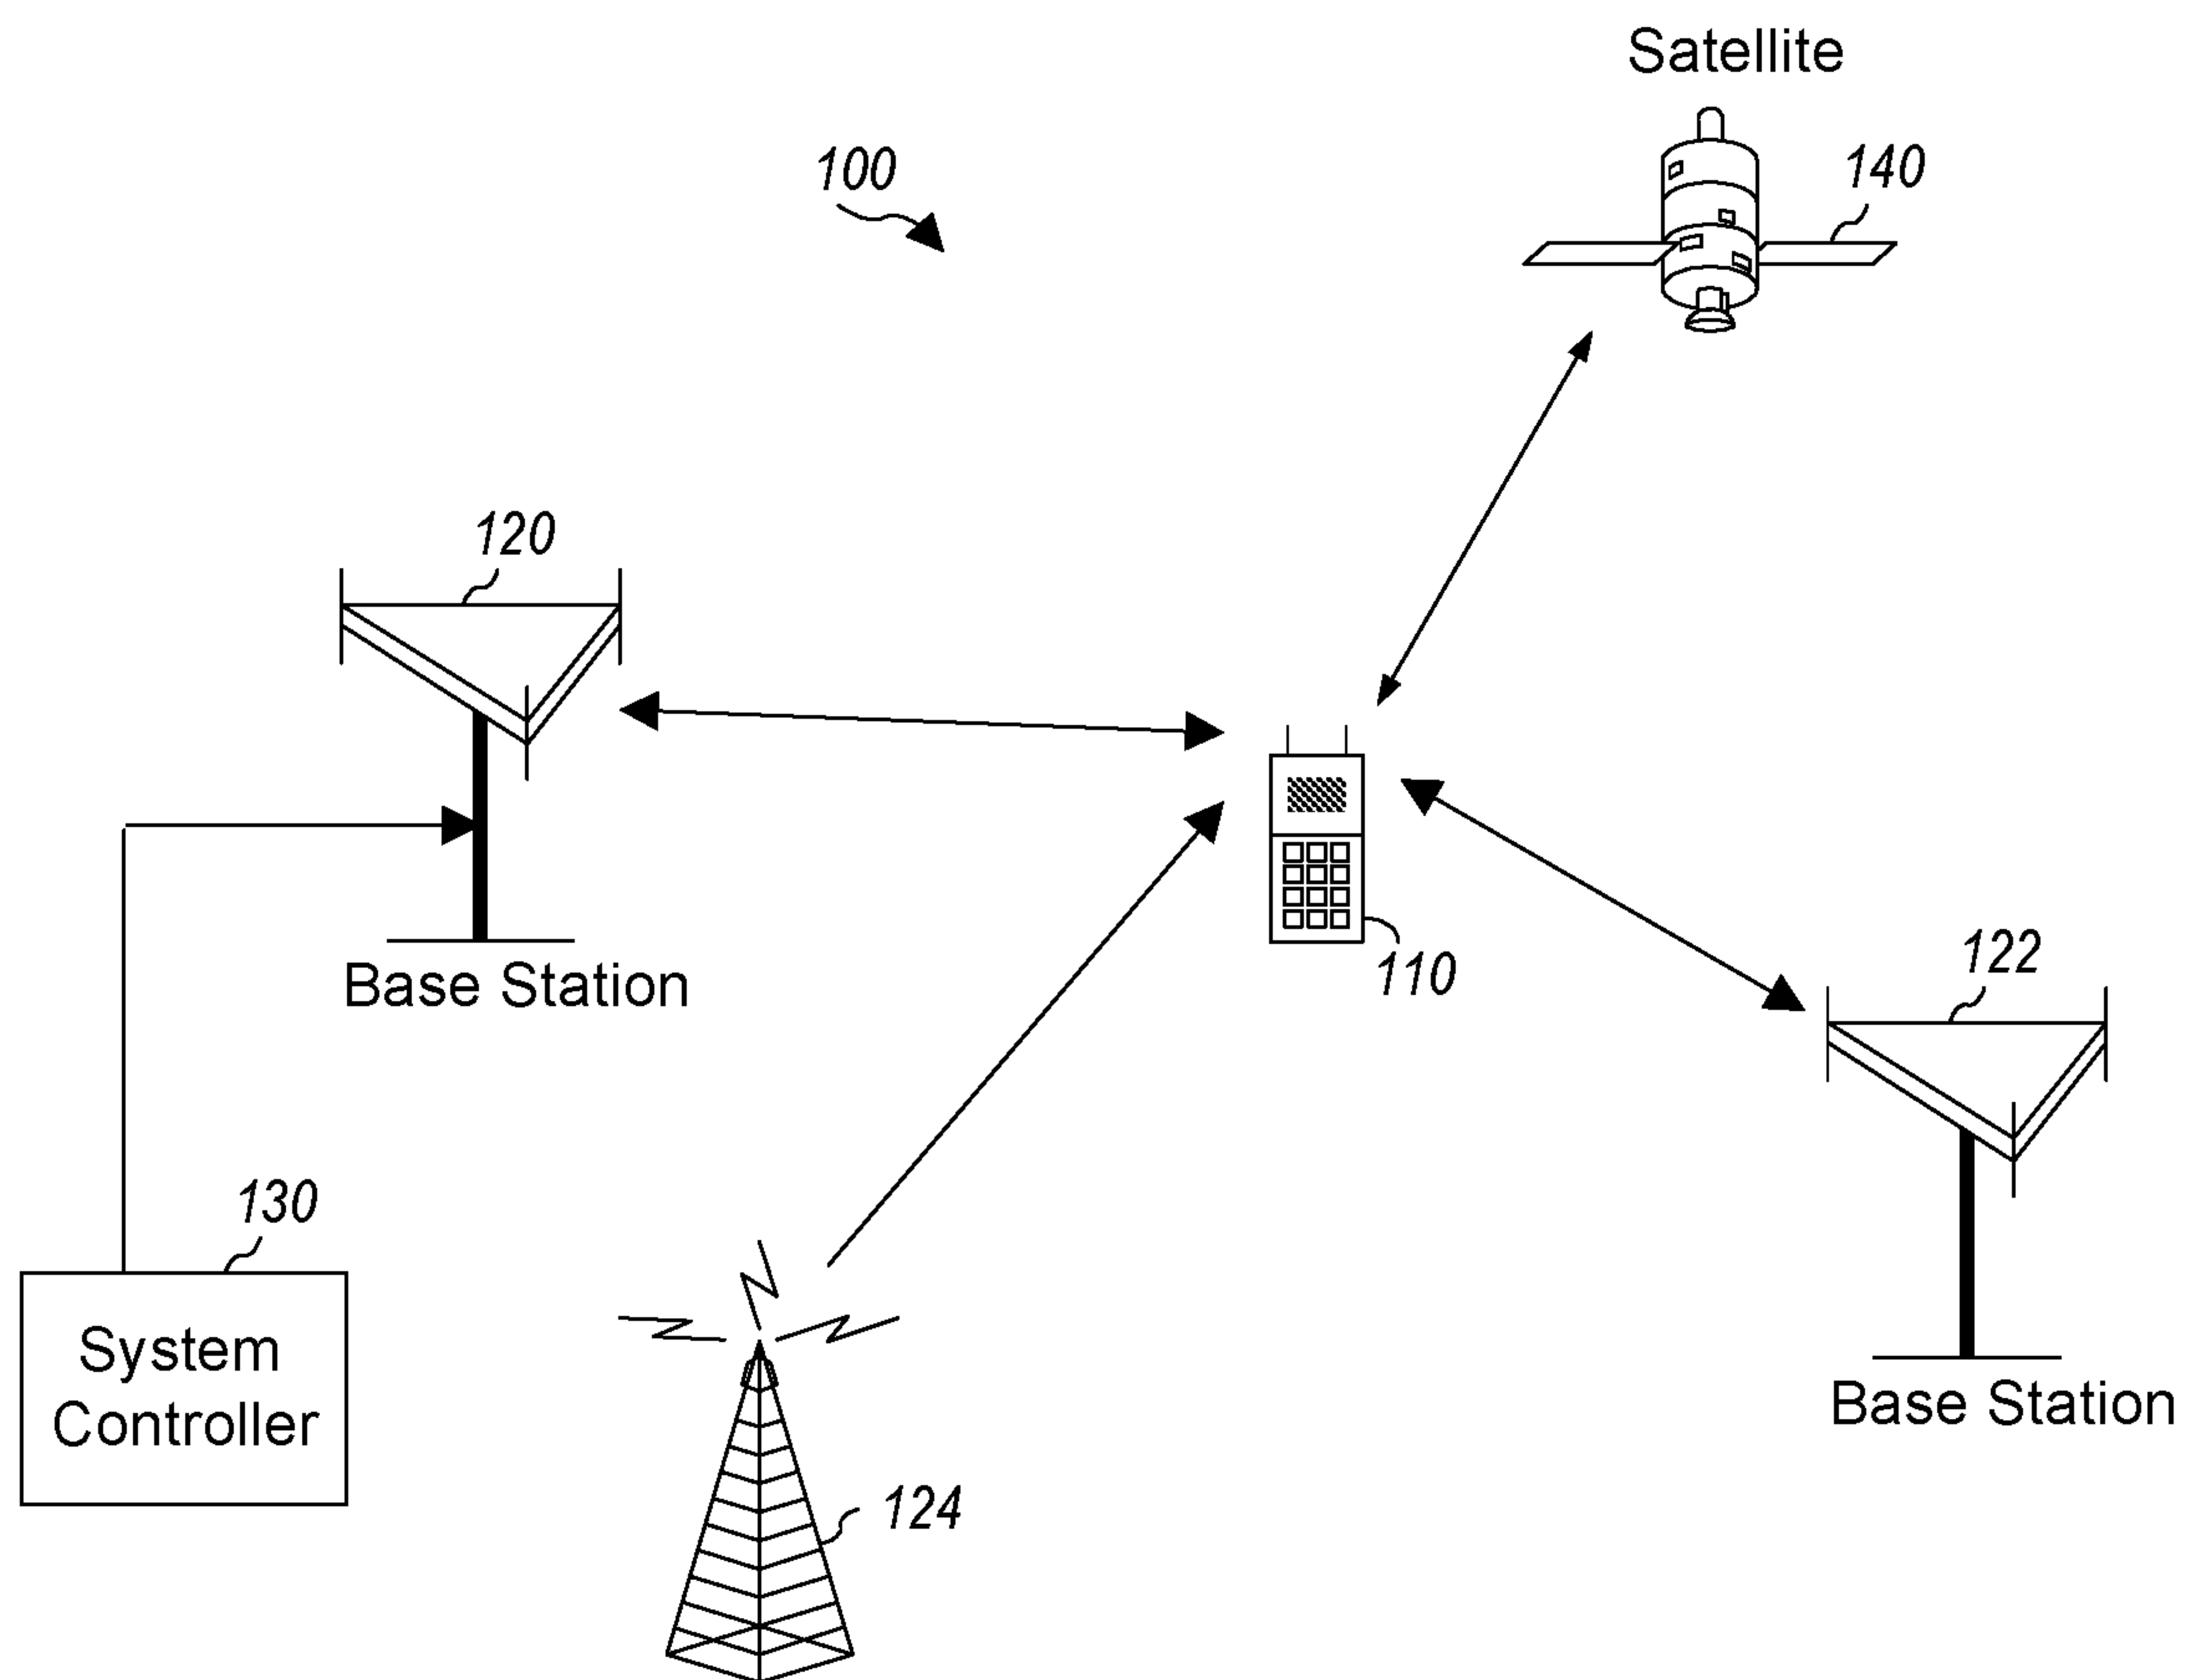 Satellite
100
140
120
Base Station
110
122
130
System
Controller
Base Station
124